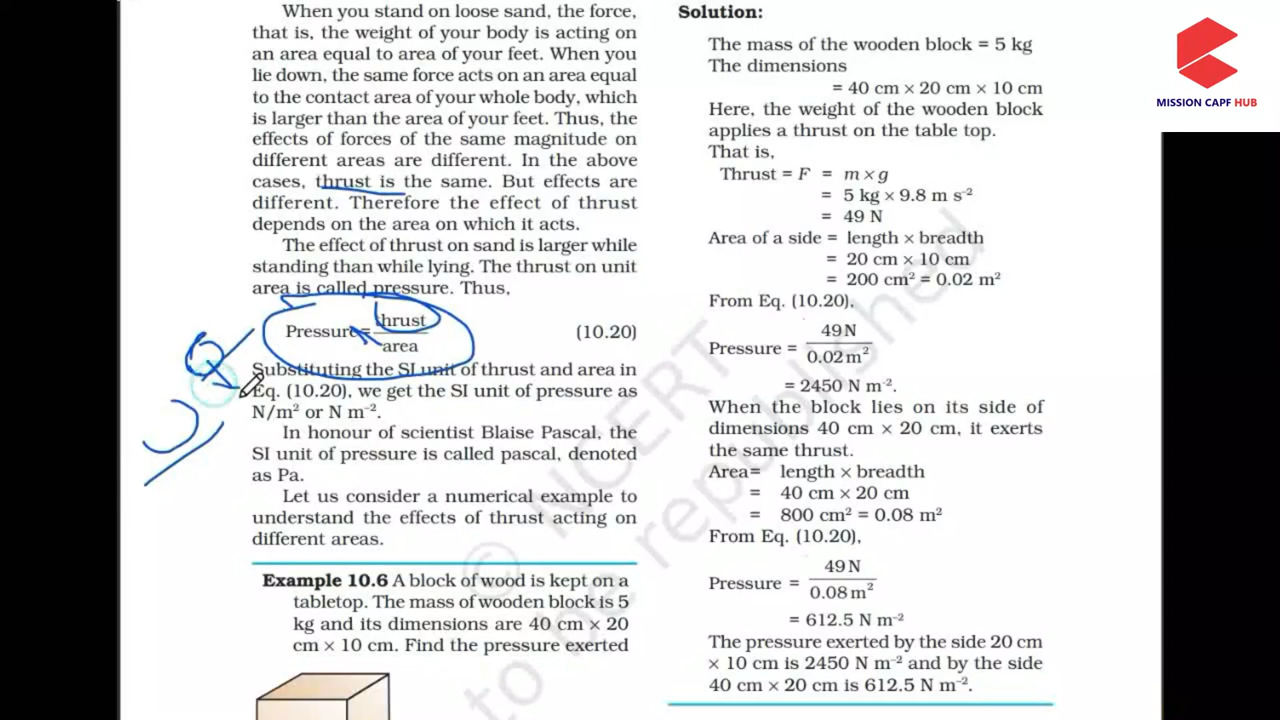 When you stand on loose sand, the force,
that is, the weight of your body is acting on
an area equal to area of your feet. When you
lie down, the same force acts on an area equal
to the contact area of your whole body, which
is larger than the area of your feet. Thus, the
effects of forces of the same magnitude on
different areas are different. In the above
cases, thrust is the same. But effects are
different. Therefore the effect of thrust
depends on the area on which it acts.
The effect of thrust on sand is larger while
standing than while lying. The thrust on unit
area is called pressure. Thus,
Pressure = thrust / area (10.20)
Substituting the SI unit of thrust and area in
Eq. (10.20), we get the SI unit of pressure as
N/m² or N m⁻².
In honour of scientist Blaise Pascal, the
SI unit of pressure is called pascal, denoted
as Pa.
Let us consider a numerical example to
understand the effects of thrust acting on
different areas.
Example 10.6 A block of wood is kept on a
tabletop. The mass of wooden block is 5
kg and its dimensions are 40 cm × 20
cm × 10 cm. Find the pressure exerted
Solution:
The mass of the wooden block = 5 kg
The dimensions
= 40 cm × 20 cm × 10 cm
Here, the weight of the wooden block
applies a thrust on the table top.
That is,
Thrust = F = m × g
= 5 kg × 9.8 m s⁻²
= 49 N
Area of a side = length × breadth
= 20 cm × 10 cm
= 200 cm² = 0.02 m²
From Eq. (10.20),
Pressure = 49 N / 0.02 m²
= 2450 N m⁻².
When the block lies on its side of
dimensions 40 cm × 20 cm, it exerts
the same thrust.
Area= length × breadth
= 40 cm × 20 cm
= 800 cm² = 0.08 m²
From Eq. (10.20),
Pressure = 49 N / 0.08 m²
= 612.5 N m⁻²
The pressure exerted by the side 20 cm
× 10 cm is 2450 N m⁻² and by the side
40 cm × 20 cm is 612.5 N m⁻².
© NCERT
to be republished
MISSION CAPF HUB